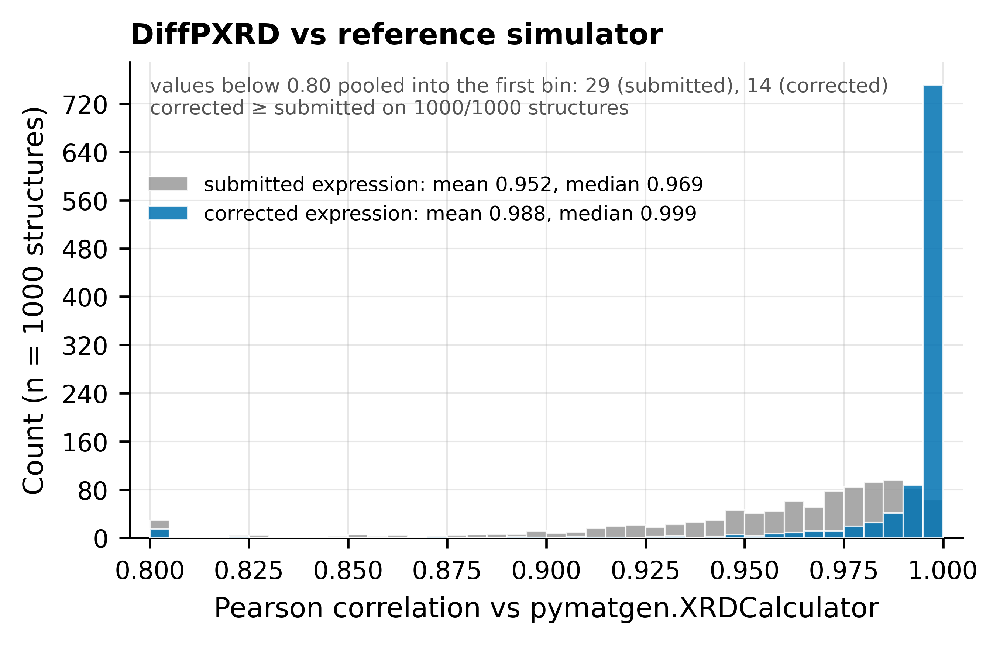 DiffPXRD vs reference simulator
values below 0.80 pooled into the first bin: 29 (submitted), 14 (corrected)
corrected ≥ submitted on 1000/1000 structures
submitted expression: mean 0.952, median 0.969
corrected expression: mean 0.988, median 0.999
Count (n = 1000 structures)
720
640
560
480
400
320
240
160
80
0
0.800 0.825 0.850 0.875 0.900 0.925 0.950 0.975 1.000
Pearson correlation vs pymatgen.XRDCalculator